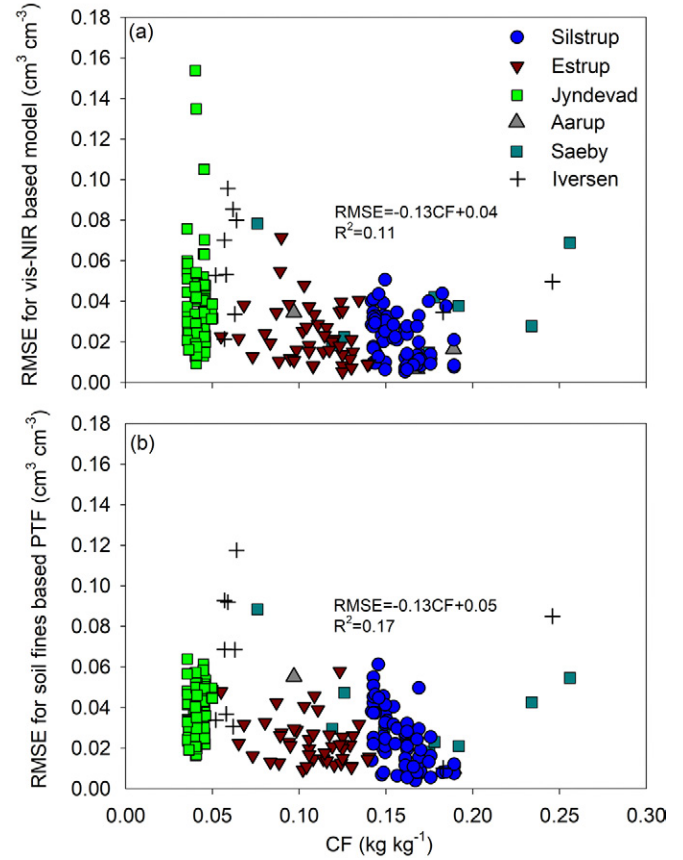 (a)
RMSE for vis-NIR based model (cm³ cm⁻³)
0.18
0.16
0.14
0.12
0.10
0.08
0.06
0.04
0.02
0.00
Silstrup
Estrup
Jyndevad
Aarup
Saeby
Iversen
RMSE=-0.13CF+0.04
R²=0.11
(b)
RMSE for soil fines based PTF (cm³ cm⁻³)
0.18
0.16
0.14
0.12
0.10
0.08
0.06
0.04
0.02
0.00
RMSE=-0.13CF+0.05
R²=0.17
0.00 0.05 0.10 0.15 0.20 0.25 0.30
CF (kg kg⁻¹)